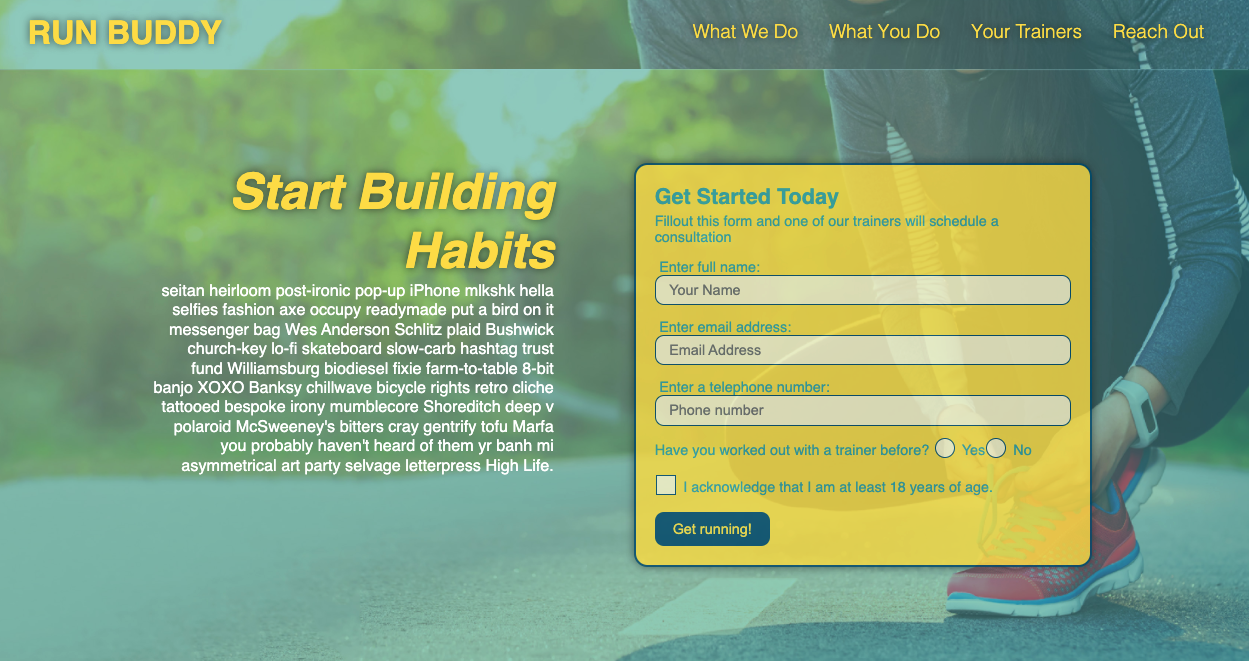 RUN BUDDY
What We Do What You Do Your Trainers Reach Out
Start Building
Habits
seitan heirloom post-ironic pop-up iPhone mlkshk hella
selfies fashion axe occupy readymade put a bird on it
messenger bag Wes Anderson Schlitz plaid Bushwick
church-key lo-fi skateboard slow-carb hashtag trust
fund Williamsburg biodiesel fixie farm-to-table 8-bit
banjo XOXO Banksy chillwave bicycle rights retro cliche
tattooed bespoke irony mumblecore Shoreditch deep v
polaroid McSweeney's bitters cray gentrify tofu Marfa
you probably haven't heard of them yr banh mi
asymmetrical art party selvage letterpress High Life.
Get Started Today
Fillout this form and one of our trainers will schedule a
consultation
Enter full name:
Your Name
Enter email address:
Email Address
Enter a telephone number:
Phone number
Have you worked out with a trainer before? Yes No
I acknowledge that I am at least 18 years of age.
Get running!